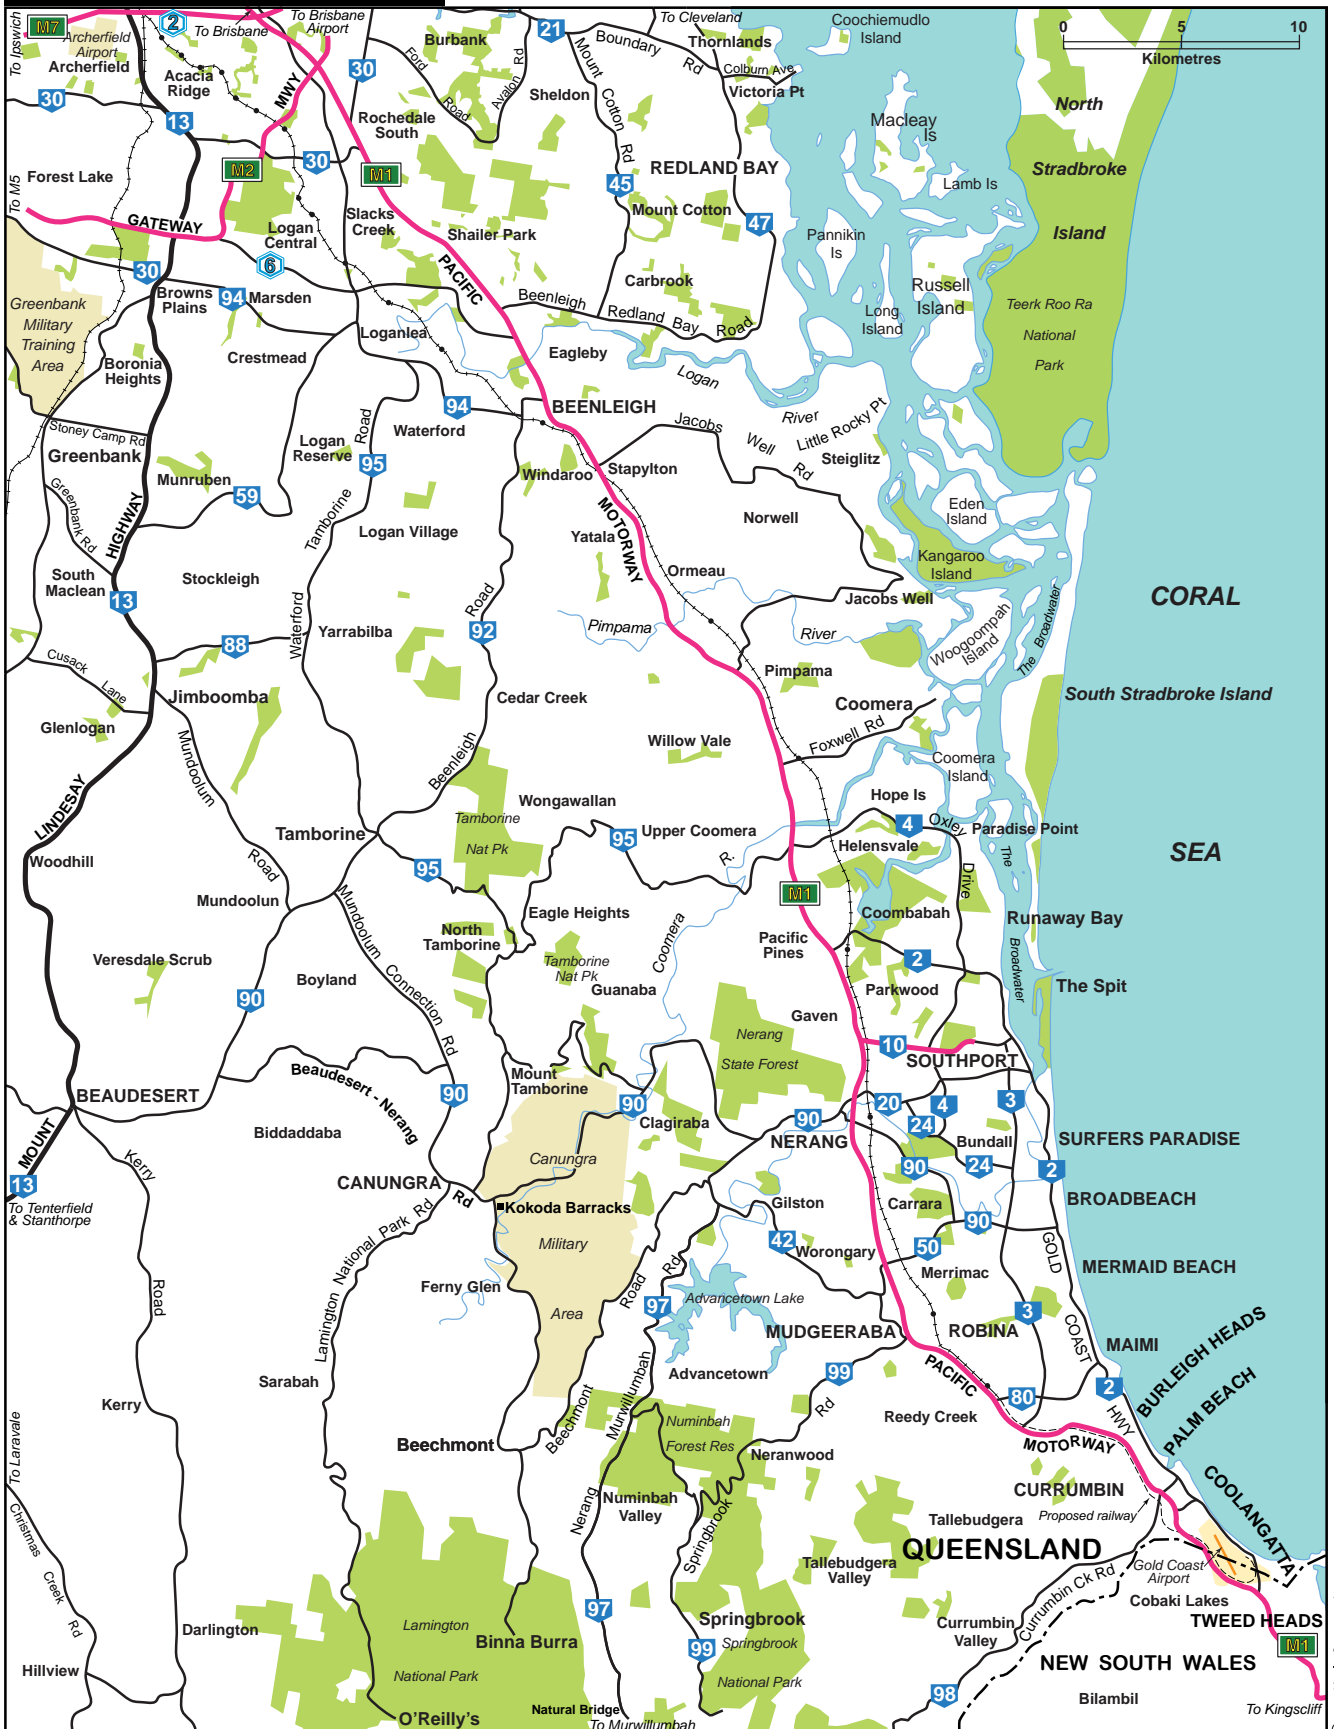 To Ipswich
M7
2
To Brisbane
To Brisbane
Airport
Archerfield
Airport
Archerfield
Acacia
Ridge
MWY
30
30
Ford
Road
Burbank
Avalon Rd
21
Boundary
Rd
Mount
Cotton Rd
To Cleveland
Thornlands
Colburn Ave
Victoria Pt
Coochiemudlo
Island
0 5 10
Kilometres
Sheldon
Rochedale
South
13
30
M2
M1
Forest Lake
To M5
GATEWAY
Slacks
Creek
Logan
Central
6
Shailer Park
PACIFIC
45
REDLAND BAY
Mount Cotton
47
Macleay
Is
Lamb Is
Pannikin
Is
North
Stradbroke
Island
Teerk Roo Ra
National
Park
Russell
Island
Long
Island
Carbrook
Beenleigh
Redland Bay Road
30
Browns
Plains
94
Marsden
Greenbank
Military
Training
Area
Loganlea
Crestmead
Boronia
Heights
Eagleby
Logan
River
94
BEENLEIGH
Waterford
Jacobs
Well
Rd
Little Rocky Pt
Steiglitz
Stoney Camp Rd
Greenbank
Greenbank Rd
Logan
Reserve
Road
95
Munruben
59
HIGHWAY
Tamborine
Windaroo
Stapylton
MOTORWAY
Norwell
Eden
Island
Logan Village
Yatala
Kangaroo
Island
Ormeau
South
Maclean
Stockleigh
13
Jacobs Well
CORAL
Waterford
Yarrabilba
Road
92
Pimpama
River
Woogoompah
Island
The Broadwater
88
Cusack
Lane
Jimboomba
Glenlogan
Cedar Creek
Pimpama
Coomera
Foxwell Rd
South Stradbroke Island
Mundoolum
Road
Willow Vale
Beenleigh
Coomera
Island
LINDESAY
Hope Is
Wongawallan
Tamborine
Nat Pk
Tamborine
95
Upper Coomera
R.
4
Oxley
Drive
Helensvale
Paradise Point
The
Broadwater
SEA
Woodhill
95
Mundoolun
Mundoolum Connection Rd
Eagle Heights
North
Tamborine
Coomera
M1
Coombabah
Runaway Bay
Pacific
Pines
2
Veresdale Scrub
Boyland
Tamborine
Nat Pk
Guanaba
Parkwood
The Spit
90
Gaven
Nerang
State Forest
10
SOUTHPORT
BEAUDESERT
Beaudesert - Nerang
Rd
90
Mount
Tamborine
90
Clagiraba
90
NERANG
20
4
24
3
Bundall
24
SURFERS PARADISE
Biddaddaba
MOUNT
13
To Tenterfield
& Stanthorpe
Kerry
Road
CANUNGRA
Canungra
Kokoda Barracks
Military
Area
Lamington National Park Rd
90
2
BROADBEACH
Gilston
Carrara
90
42
Worongary
50
GOLD
COAST
HWY
Merrimac
MERMAID BEACH
Ferny Glen
Road
Rd
97
Advancetown Lake
MUDGEERABA
ROBINA
3
MAIMI
BURLEIGH HEADS
Advancetown
99
Rd
PACIFIC
80
2
Sarabah
Kerry
Murwillumbah
Beechmont
Beechmont
Numinbah
Forest Res
Neranwood
Reedy Creek
MOTORWAY
PALM BEACH
To Laravale
Christmas
Creek
Rd
Nerang
Numinbah
Valley
Springbrook
CURRUMBIN
Proposed railway
COOLANGATTA
Tallebudgera
QUEENSLAND
Tallebudgera
Valley
Gold Coast
Airport
Currumbin Ck Rd
Cobaki Lakes
97
Lamington
National Park
Binna Burra
Darlington
Springbrook
Springbrook
National Park
99
Currumbin
Valley
TWEED HEADS
M1
Hillview
NEW SOUTH WALES
98
Bilambil
O'Reilly's
Natural Bridge
To Murwillumbah
To Kingscliff